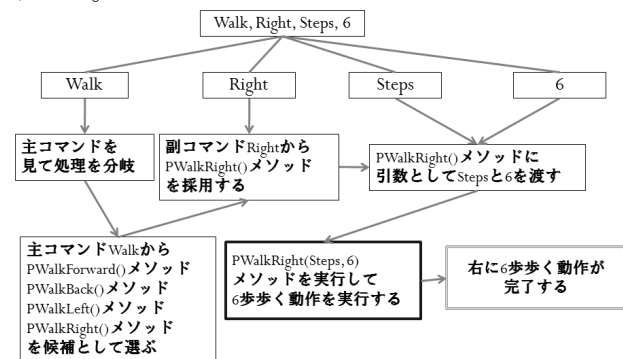 Walk, Right, Steps, 6
Walk
Right
Steps
6
主コマンドを
見て処理を分岐
副コマンドRightから
PWalkRight()メソッド
を採用する
PWalkRight()メソッドに
引数としてStepsと6を渡す
主コマンドWalkから
PWalkForward()メソッド
PWalkBack()メソッド
PWalkLeft()メソッド
PWalkRight()メソッド
を候補として選ぶ
PWalkRight(Steps, 6)
メソッドを実行して
6歩歩く動作を実行する
右に6歩歩く動作が
完了する